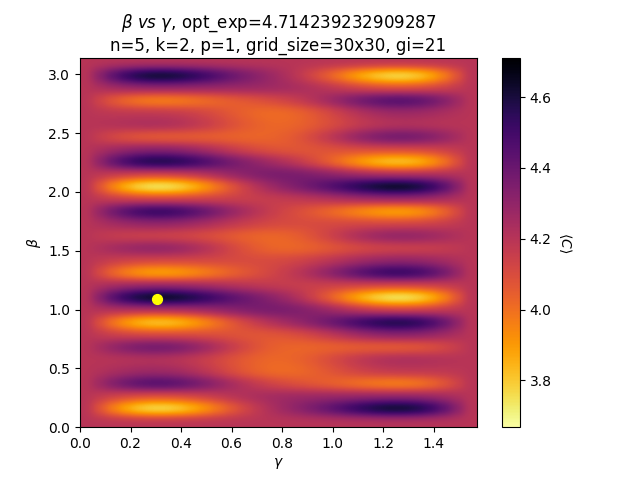 β vs γ, opt_exp=4.714239232909287
n=5, k=2, p=1, grid_size=30x30, gi=21
3.0
2.5
2.0
1.5
1.0
0.5
0.0
β
0.0 0.2 0.4 0.6 0.8 1.0 1.2 1.4
γ
4.6
4.4
4.2
4.0
3.8
⟨C⟩